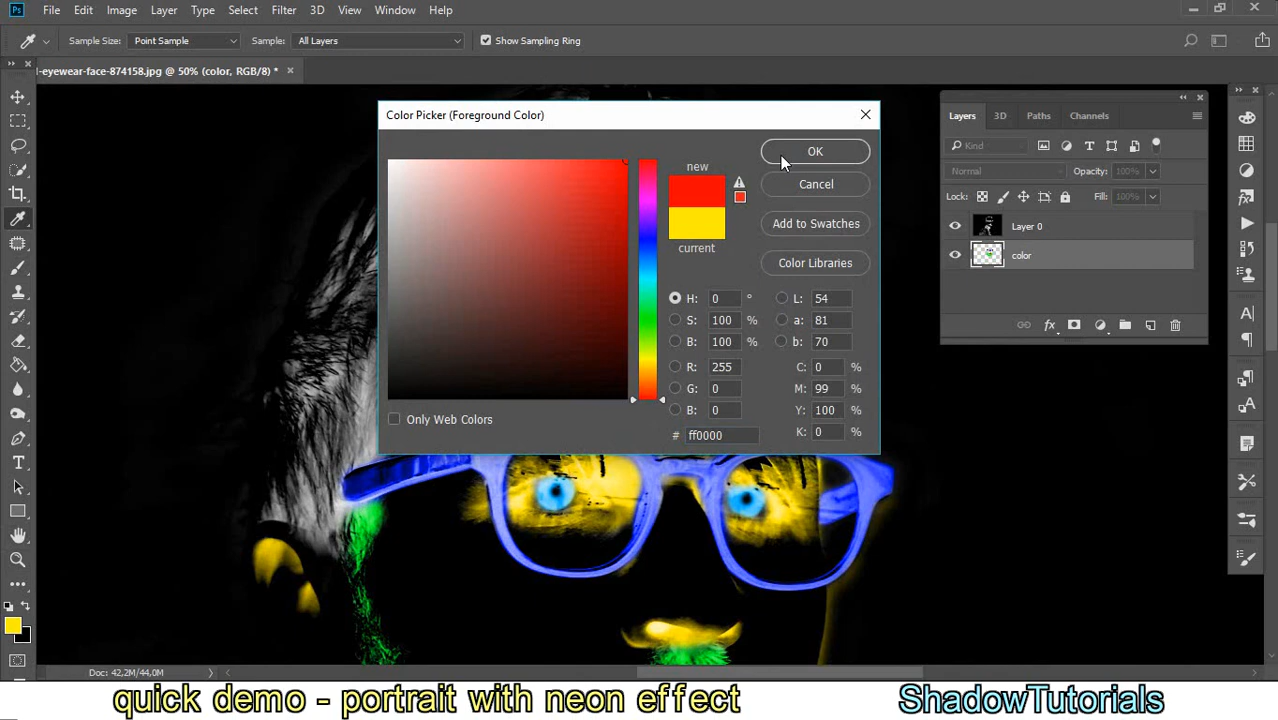 Ps File Edit Image Layer Type Select Filter 3D View Window Help
Sample Size: Point Sample Sample: All Layers Show Sampling Ring
l-eyewear-face-874158.jpg @ 50% (color, RGB/8) *
Color Picker (Foreground Color)
new
current
OK
Cancel
Add to Swatches
Color Libraries
H: 0 °
S: 100 %
B: 100 %
R: 255
G: 0
B: 0
# ff0000
L: 54
a: 81
b: 70
C: 0 %
M: 99 %
Y: 100 %
K: 0 %
Only Web Colors
Layers 3D Paths Channels
Kind
Normal Opacity: 100%
Lock: Fill: 100%
Layer 0
color
fx
Doc: 42,2M/44,0M
quick demo - portrait with neon effect
ShadowTutorials